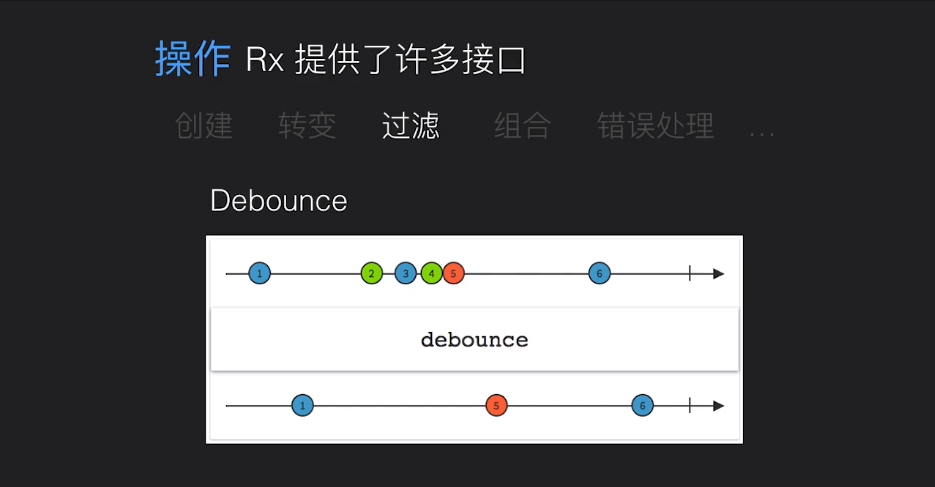 操作 Rx 提供了许多接口
创建 转变 过滤 组合 错误处理 ...
Debounce
1 2 3 4 5 6
debounce
1 5 6